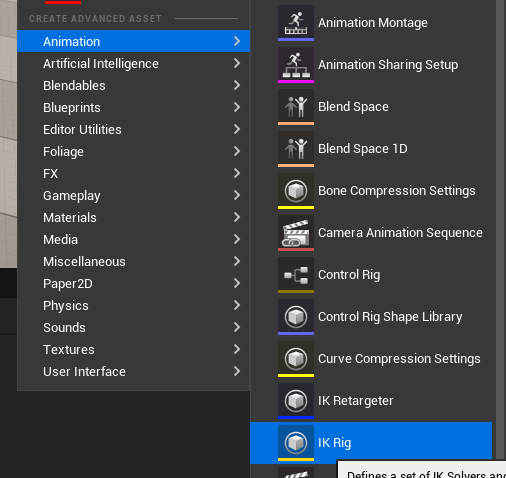 CREATE ADVANCED ASSET
Animation
Artificial Intelligence
Blendables
Blueprints
Editor Utilities
Foliage
FX
Gameplay
Materials
Media
Miscellaneous
Paper2D
Physics
Sounds
Textures
User Interface
Animation Montage
Animation Sharing Setup
Blend Space
Blend Space 1D
Bone Compression Settings
Camera Animation Sequence
Control Rig
Control Rig Shape Library
Curve Compression Settings
IK Retargeter
IK Rig
Defines a set of IK Solvers and